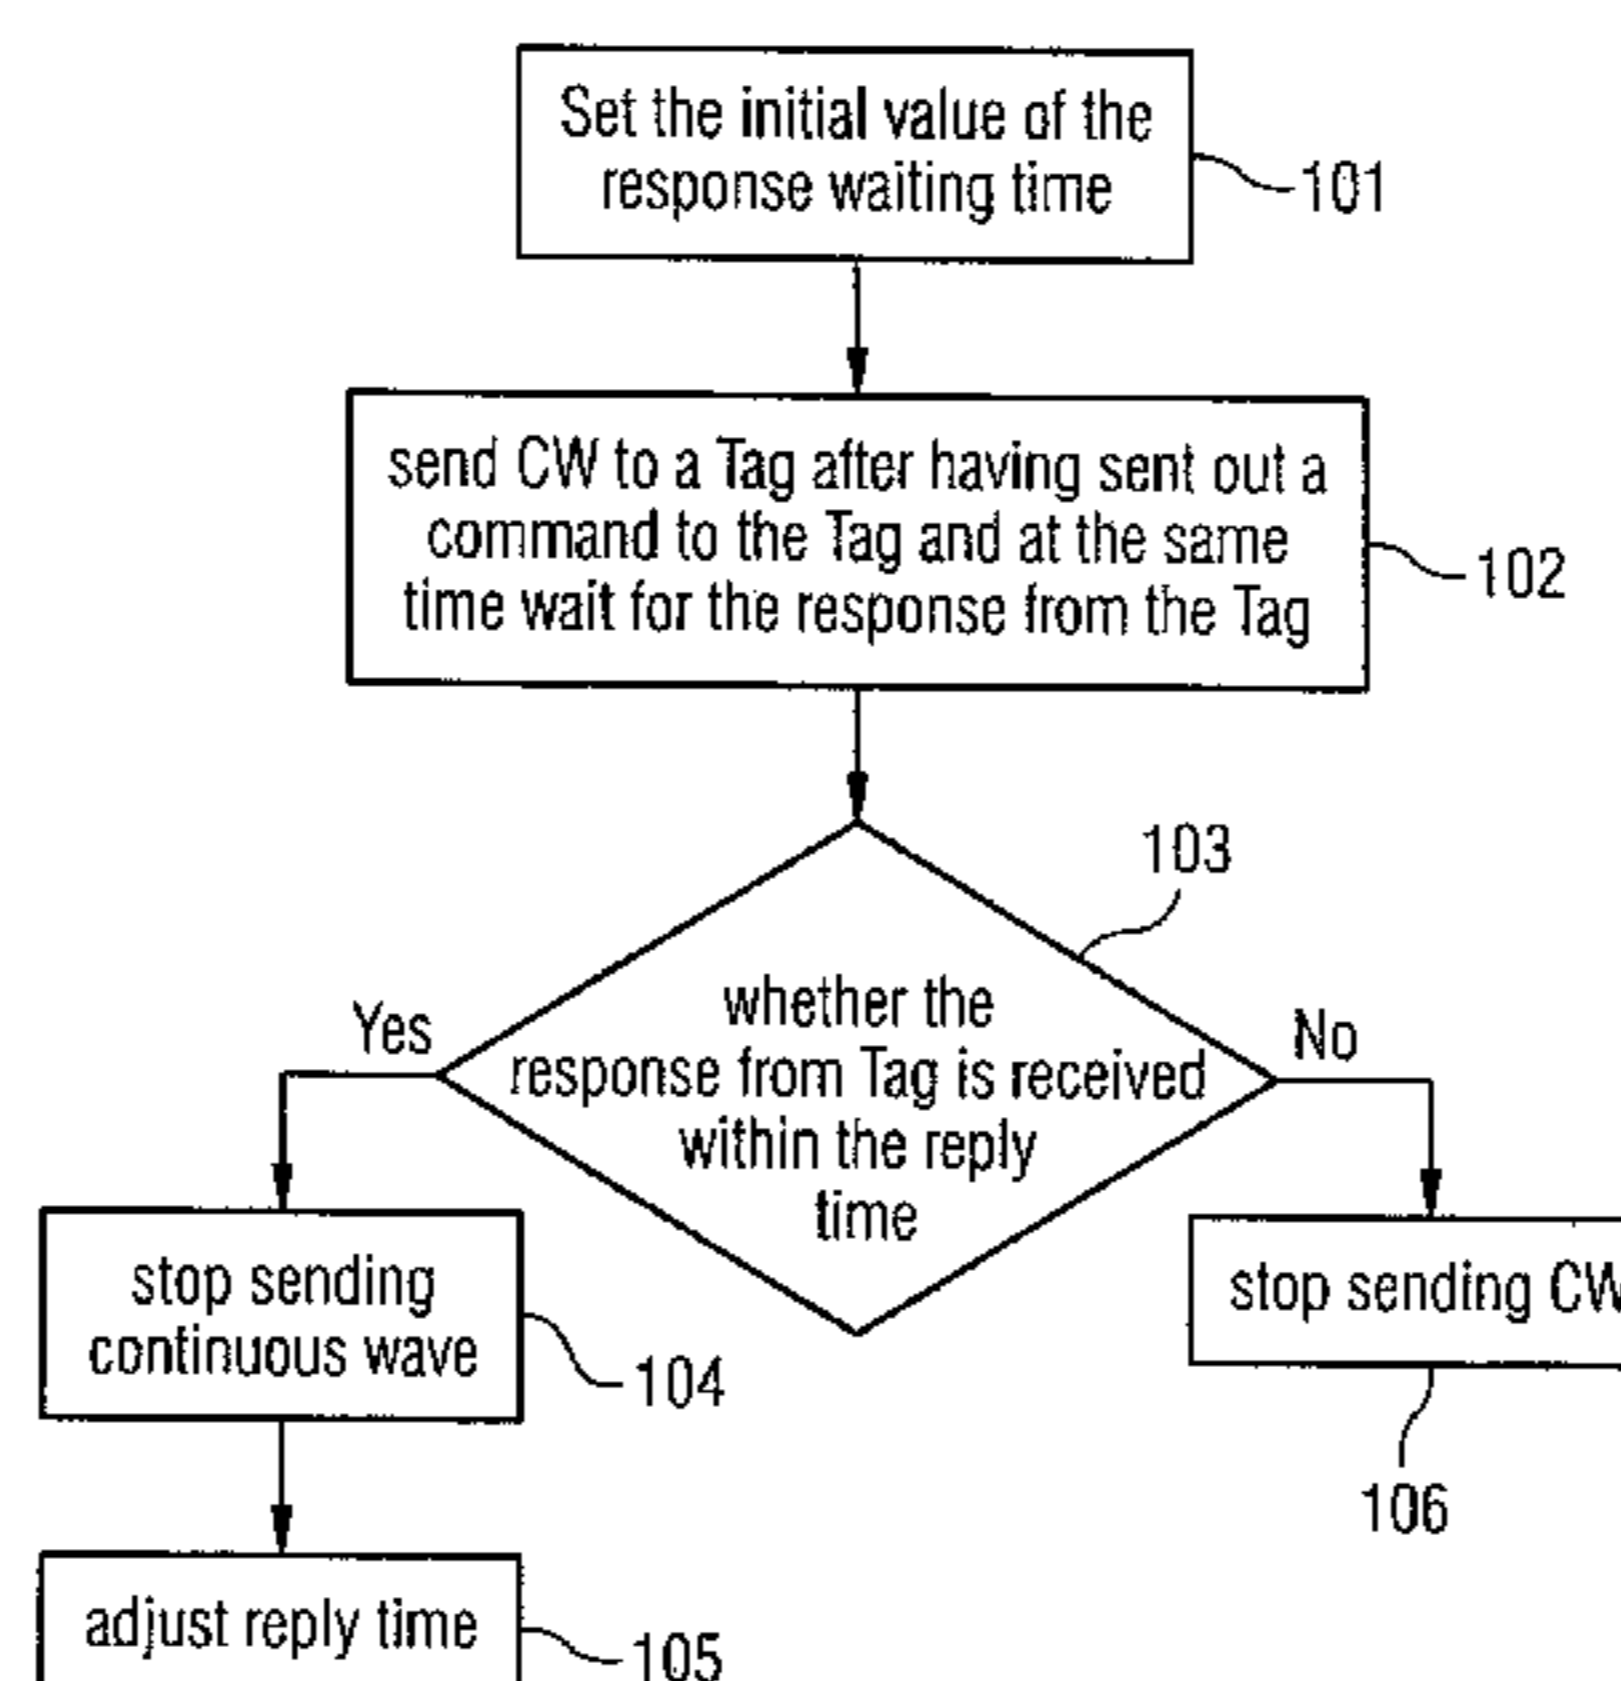 Set the initial value of the
response waiting time
101
send CW to a Tag after having sent out a
command to the Tag and at the same
time wait for the response from the Tag
102
103
whether the
response from Tag is received
within the reply
time
Yes
No
stop sending
continuous wave
104
stop sending CW
106
adjust reply time
105